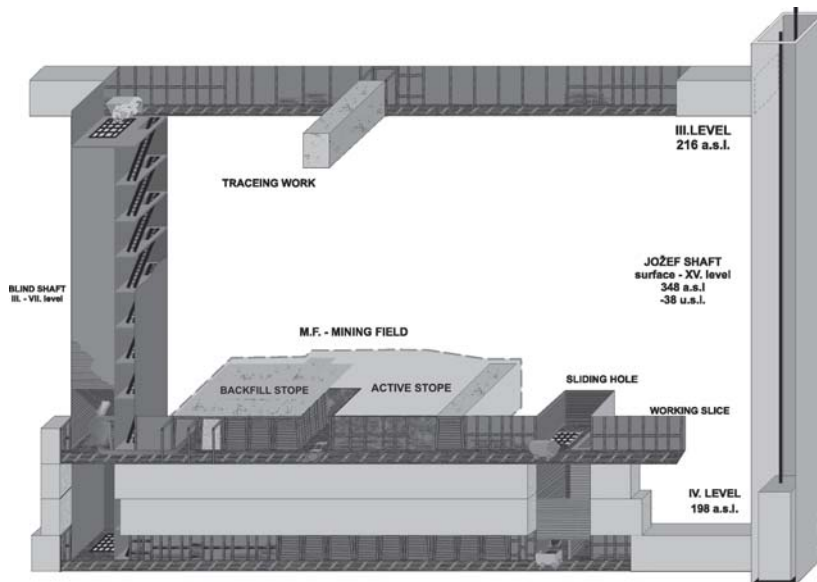 III.LEVEL
216 a.s.l.
TRACEING WORK
JOŽEF SHAFT
surface - XV. level
348 a.s.l
-38 u.s.l.
BLIND SHAFT
III. - VII. level
M.F. - MINING FIELD
BACKFILL STOPE
ACTIVE STOPE
SLIDING HOLE
WORKING SLICE
IV. LEVEL
198 a.s.l.